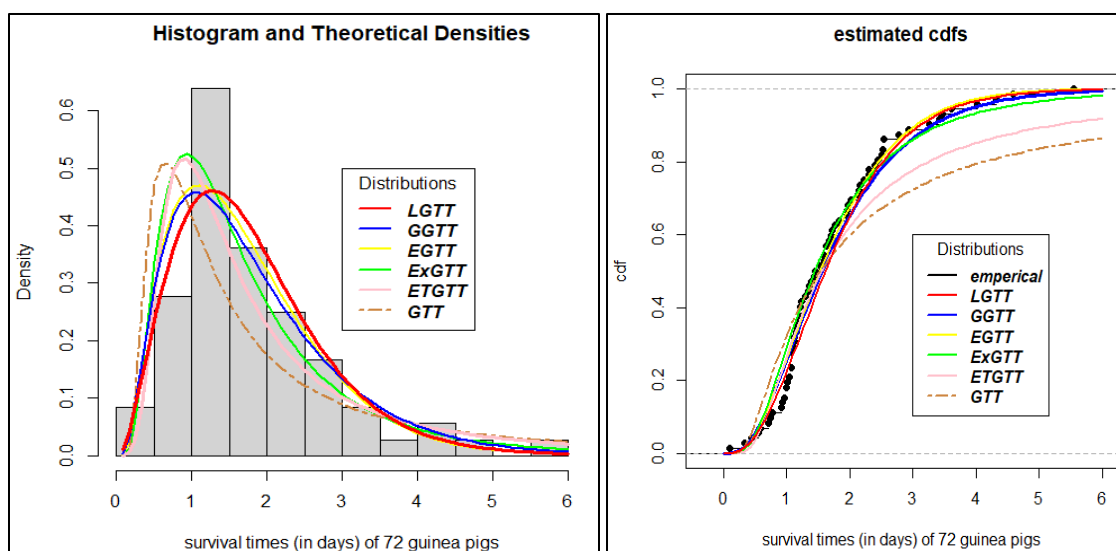 Histogram and Theoretical Densities
Density
0.0 0.1 0.2 0.3 0.4 0.5 0.6
Distributions
LGTT
GGTT
EGTT
ExGTT
ETGTT
GTT
0 1 2 3 4 5 6
survival times (in days) of 72 guinea pigs
estimated cdfs
cdf
0.0 0.2 0.4 0.6 0.8 1.0
Distributions
emperical
LGTT
GGTT
EGTT
ExGTT
ETGTT
GTT
0 1 2 3 4 5 6
survival times (in days) of 72 guinea pigs